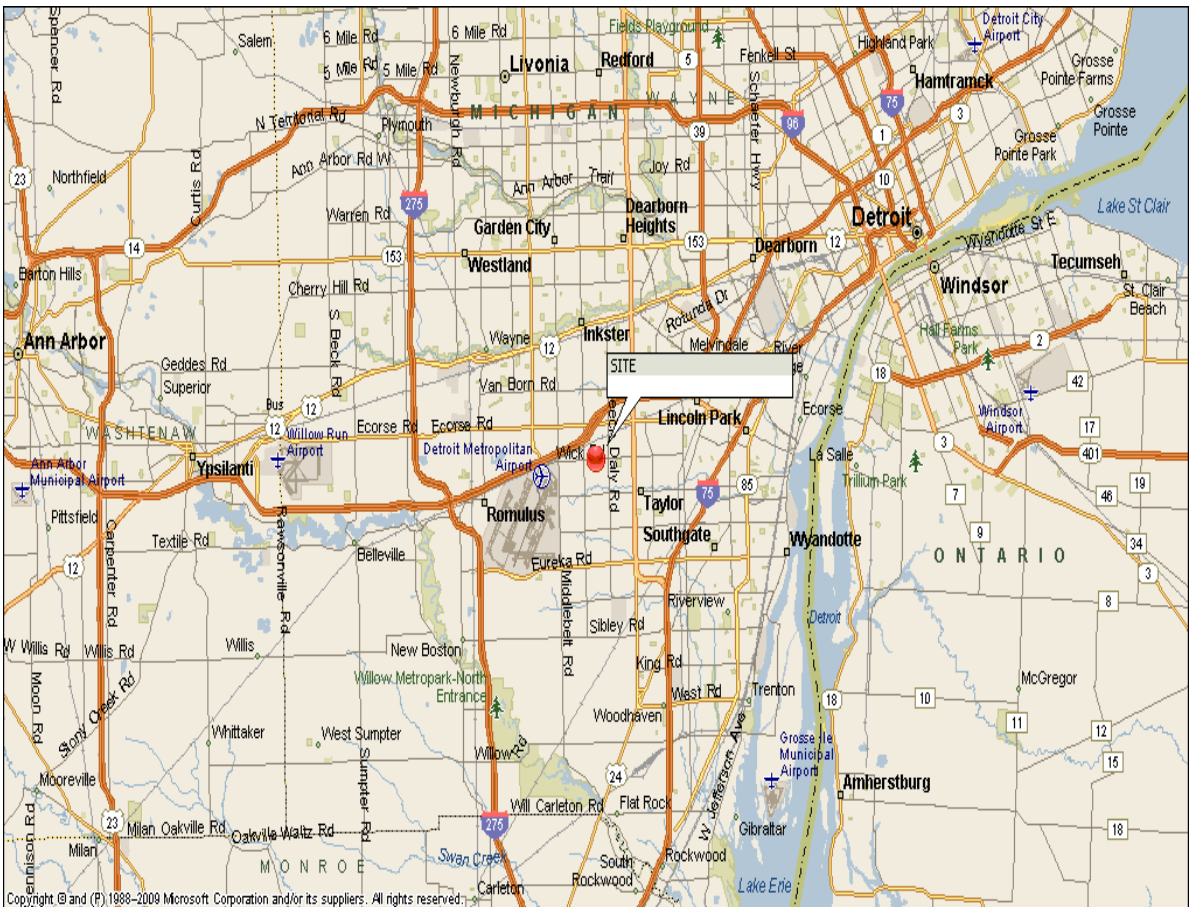 Spencer Rd
Salem
6 Mile Rd
6 Mile Rd
Fields Playground
Detroit City
Airport
5 Mile Rd
5 Mile Rd
Newburgh Rd
Livonia
Redford
5
Fenkell St
Highland Park
Hamtramck
Grosse
Pointe Farms
MICHIGAN
WAYNE
Schaefer Hwy
75
3
1
96
39
Grosse
Pointe
Grosse
Pointe Park
N Territorial Rd
Plymouth
Ann Arbor Rd W
Ann Arbor Trail
Joy Rd
10
23
Northfield
Curtis Rd
Warren Rd
275
Garden City
Dearborn
Heights
Detroit
Lake St Clair
Wyandotte St E
14
153
153
Westland
Dearborn
12
Tecumseh
Barton Hills
Cherry Hill Rd
Windsor
St. Clair
Beach
Ann Arbor
S Beck Rd
Wayne
12
Inkster
Rotunda Dr
Hall Farms
Park
2
Geddes Rd
Superior
Melvindale
River
SITE
Van Born Rd
18
42
Bus
12
12
WASHTENAW
Willow Run
Airport
Ecorse Rd
Ecorse Rd
Lincoln Park
Ecorse
Windsor
Airport
17
3
401
Ypsilanti
Detroit Metropolitan
Airport
Wick
Daly Rd
La Salle
Trillium Park
Ann Arbor
Municipal Airport
Romulus
Taylor
75
85
7
46
19
Pittsfield
Carpenter Rd
Rawsonville Rd
Southgate
Wyandotte
9
34
Textile Rd
Belleville
Eureka Rd
ONTARIO
12
3
Middlebelt Rd
Riverview
Detroit
8
Sibley Rd
W Willis Rd
Willis Rd
Willis
New Boston
King Rd
Moon Rd
Stony Creek Rd
Willow Metropark-North
Entrance
West Rd
Trenton
18
10
McGregor
Woodhaven
11
12
Whittaker
West Sumpter
Willow Rd
Grosse Ile
Municipal
Airport
15
Mooreville
Sumpter Rd
24
W Jefferson Ave
Amherstburg
Will Carleton Rd
Flat Rock
23
Milan Oakville Rd
Oakville Waltz Rd
275
Gibraltar
18
Milan
MONROE
Swan Creek
South
Rockwood
Rockwood
Lake Erie
Carleton
Copyright © and (P) 1988–2009 Microsoft Corporation and/or its suppliers. All rights reserved.